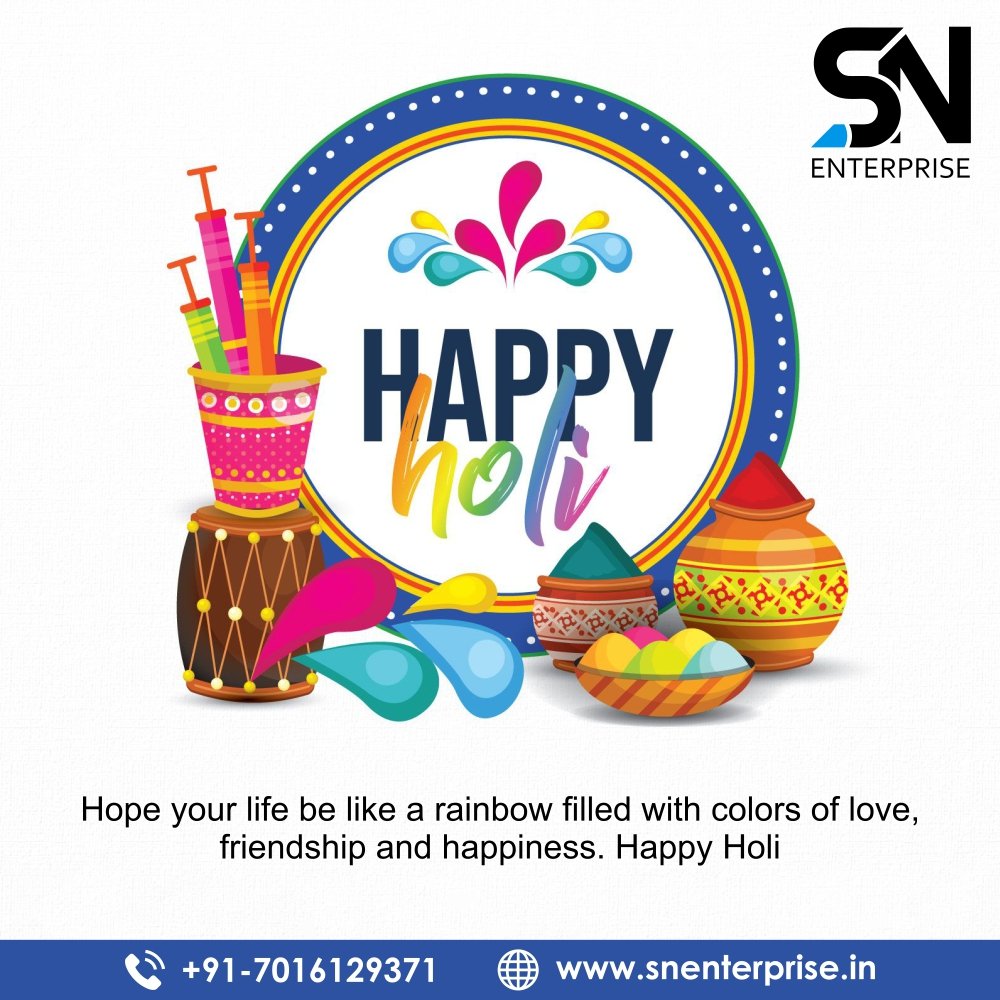 SN
ENTERPRISE
HAPPY
holi
Hope your life be like a rainbow filled with colors of love,
friendship and happiness. Happy Holi
+91-7016129371 www.snenterprise.in